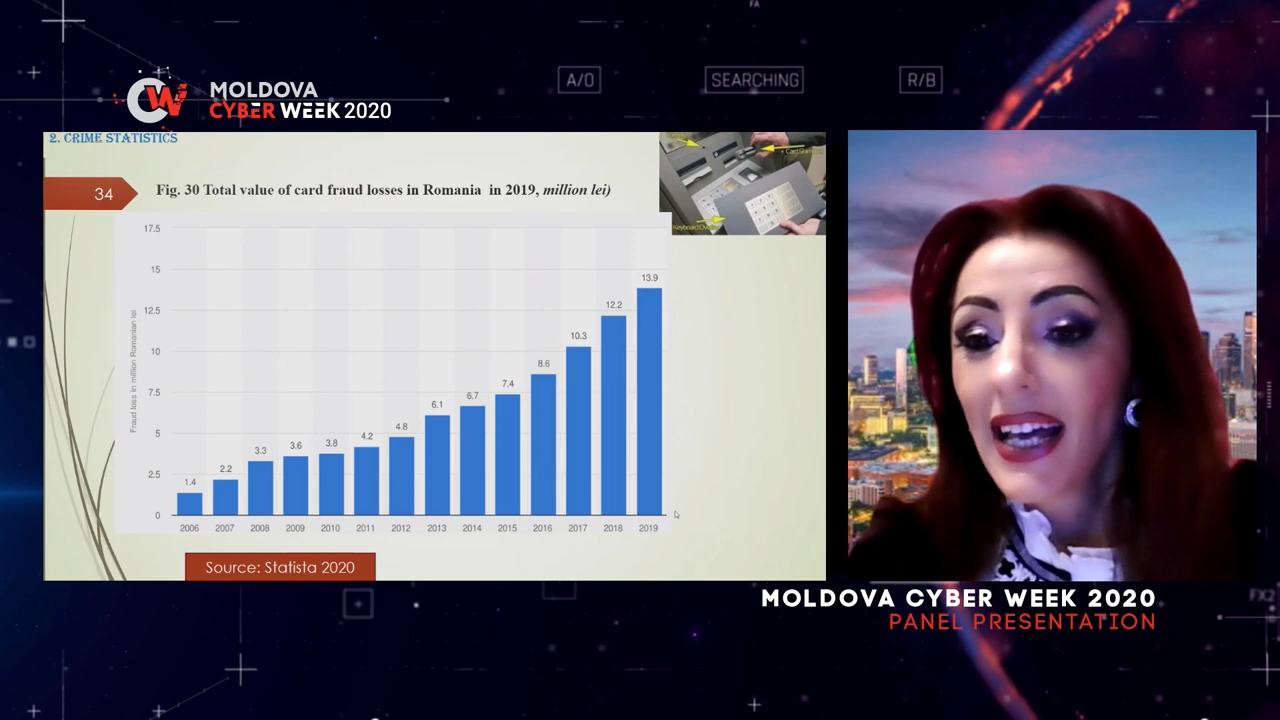 FA
A/0
SEARCHING
R/B
CW
MOLDOVA
CYBER WEEK 2020
2. CRIME STATISTICS
34
Fig. 30 Total value of card fraud losses in Romania in 2019, million lei)
Fraud loss in million Romanian lei
17.5
15
12.5
10
7.5
5
2.5
0
1.4
2.2
3.3
3.6
3.8
4.2
4.8
6.1
6.7
7.4
8.6
10.3
12.2
13.9
2006 2007 2008 2009 2010 2011 2012 2013 2014 2015 2016 2017 2018 2019
Source: Statista 2020
MOLDOVA CYBER WEEK 2020
PANEL PRESENTATION
FX2